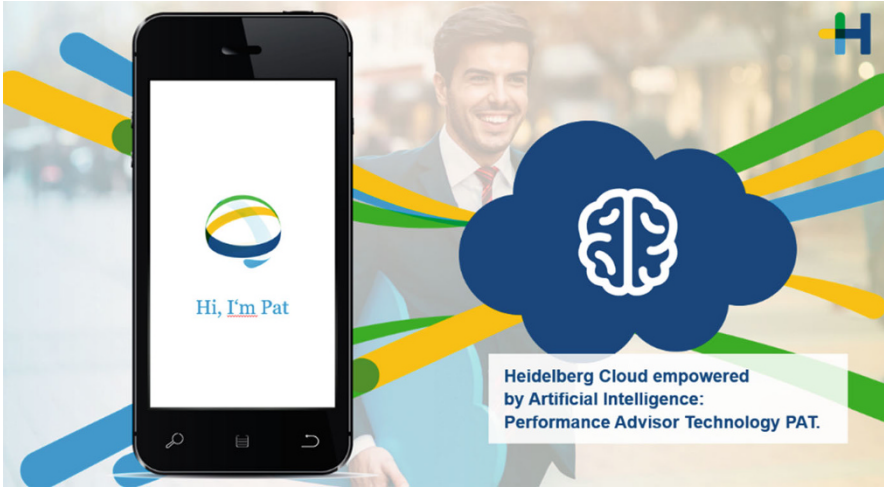 Hi, I‘m Pat
H
Heidelberg Cloud empowered
by Artificial Intelligence:
Performance Advisor Technology PAT.